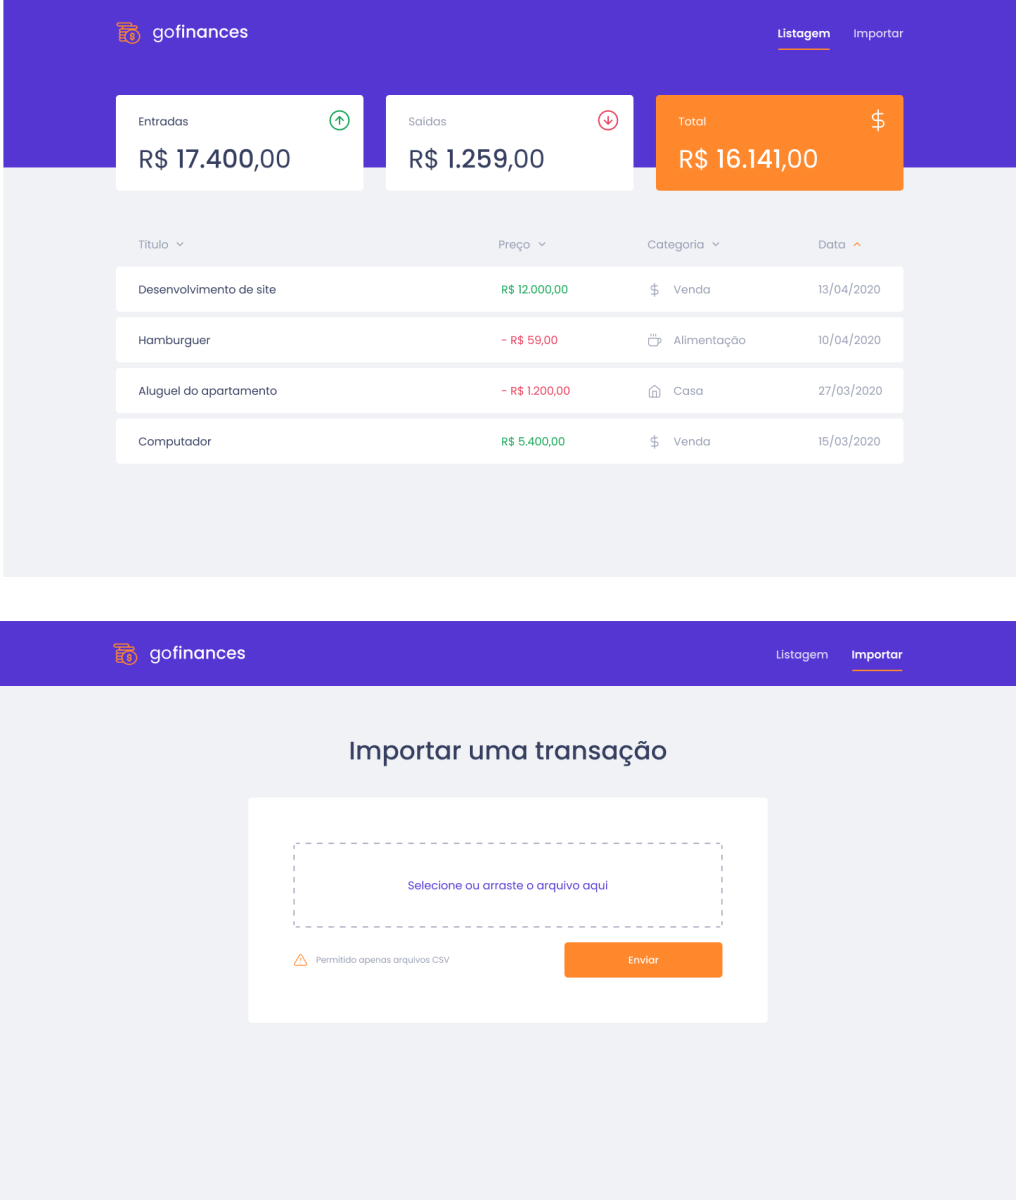 gofinances
Listagem Importar
Entradas
R$ 17.400,00
Saídas
R$ 1.259,00
Total
R$ 16.141,00
Título Preço Categoria Data
Desenvolvimento de site R$ 12.000,00 Venda 13/04/2020
Hamburguer - R$ 59,00 Alimentação 10/04/2020
Aluguel do apartamento - R$ 1.200,00 Casa 27/03/2020
Computador R$ 5.400,00 Venda 15/03/2020
gofinances
Listagem Importar
Importar uma transação
Selecione ou arraste o arquivo aqui
Permitido apenas arquivos CSV
Enviar